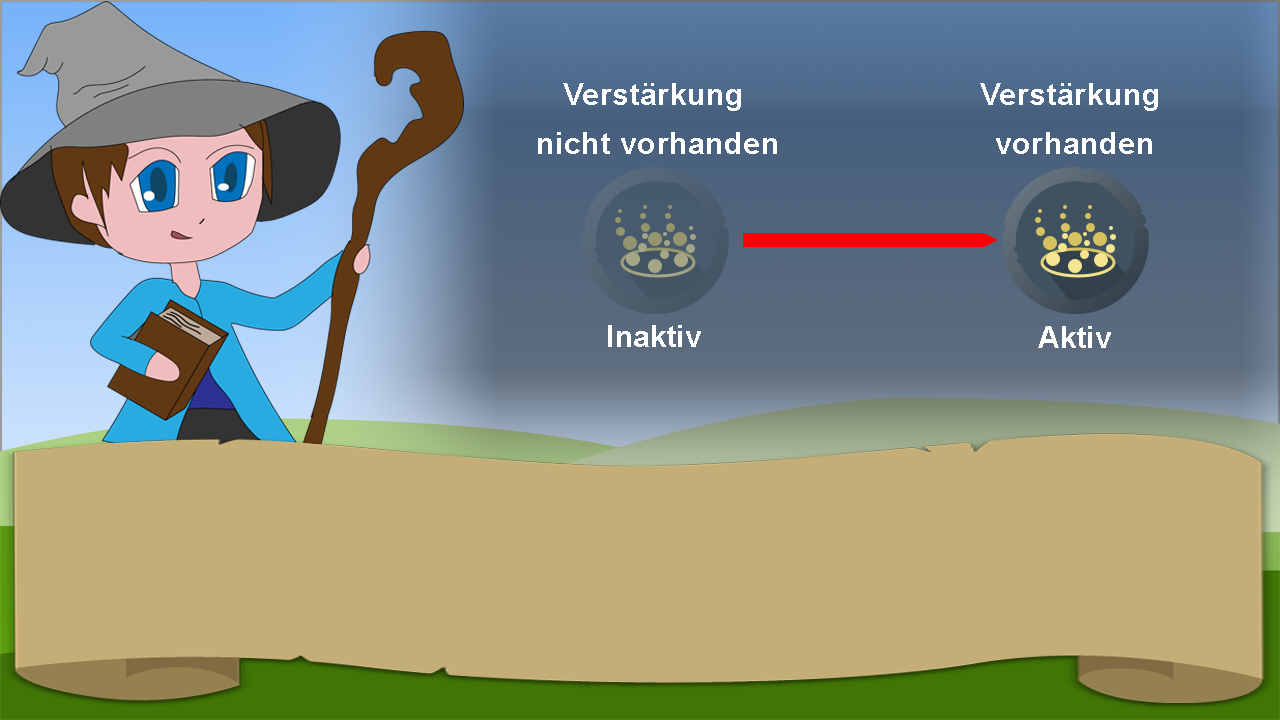 Verstärkung
nicht vorhanden
Inaktiv
Verstärkung
vorhanden
Aktiv